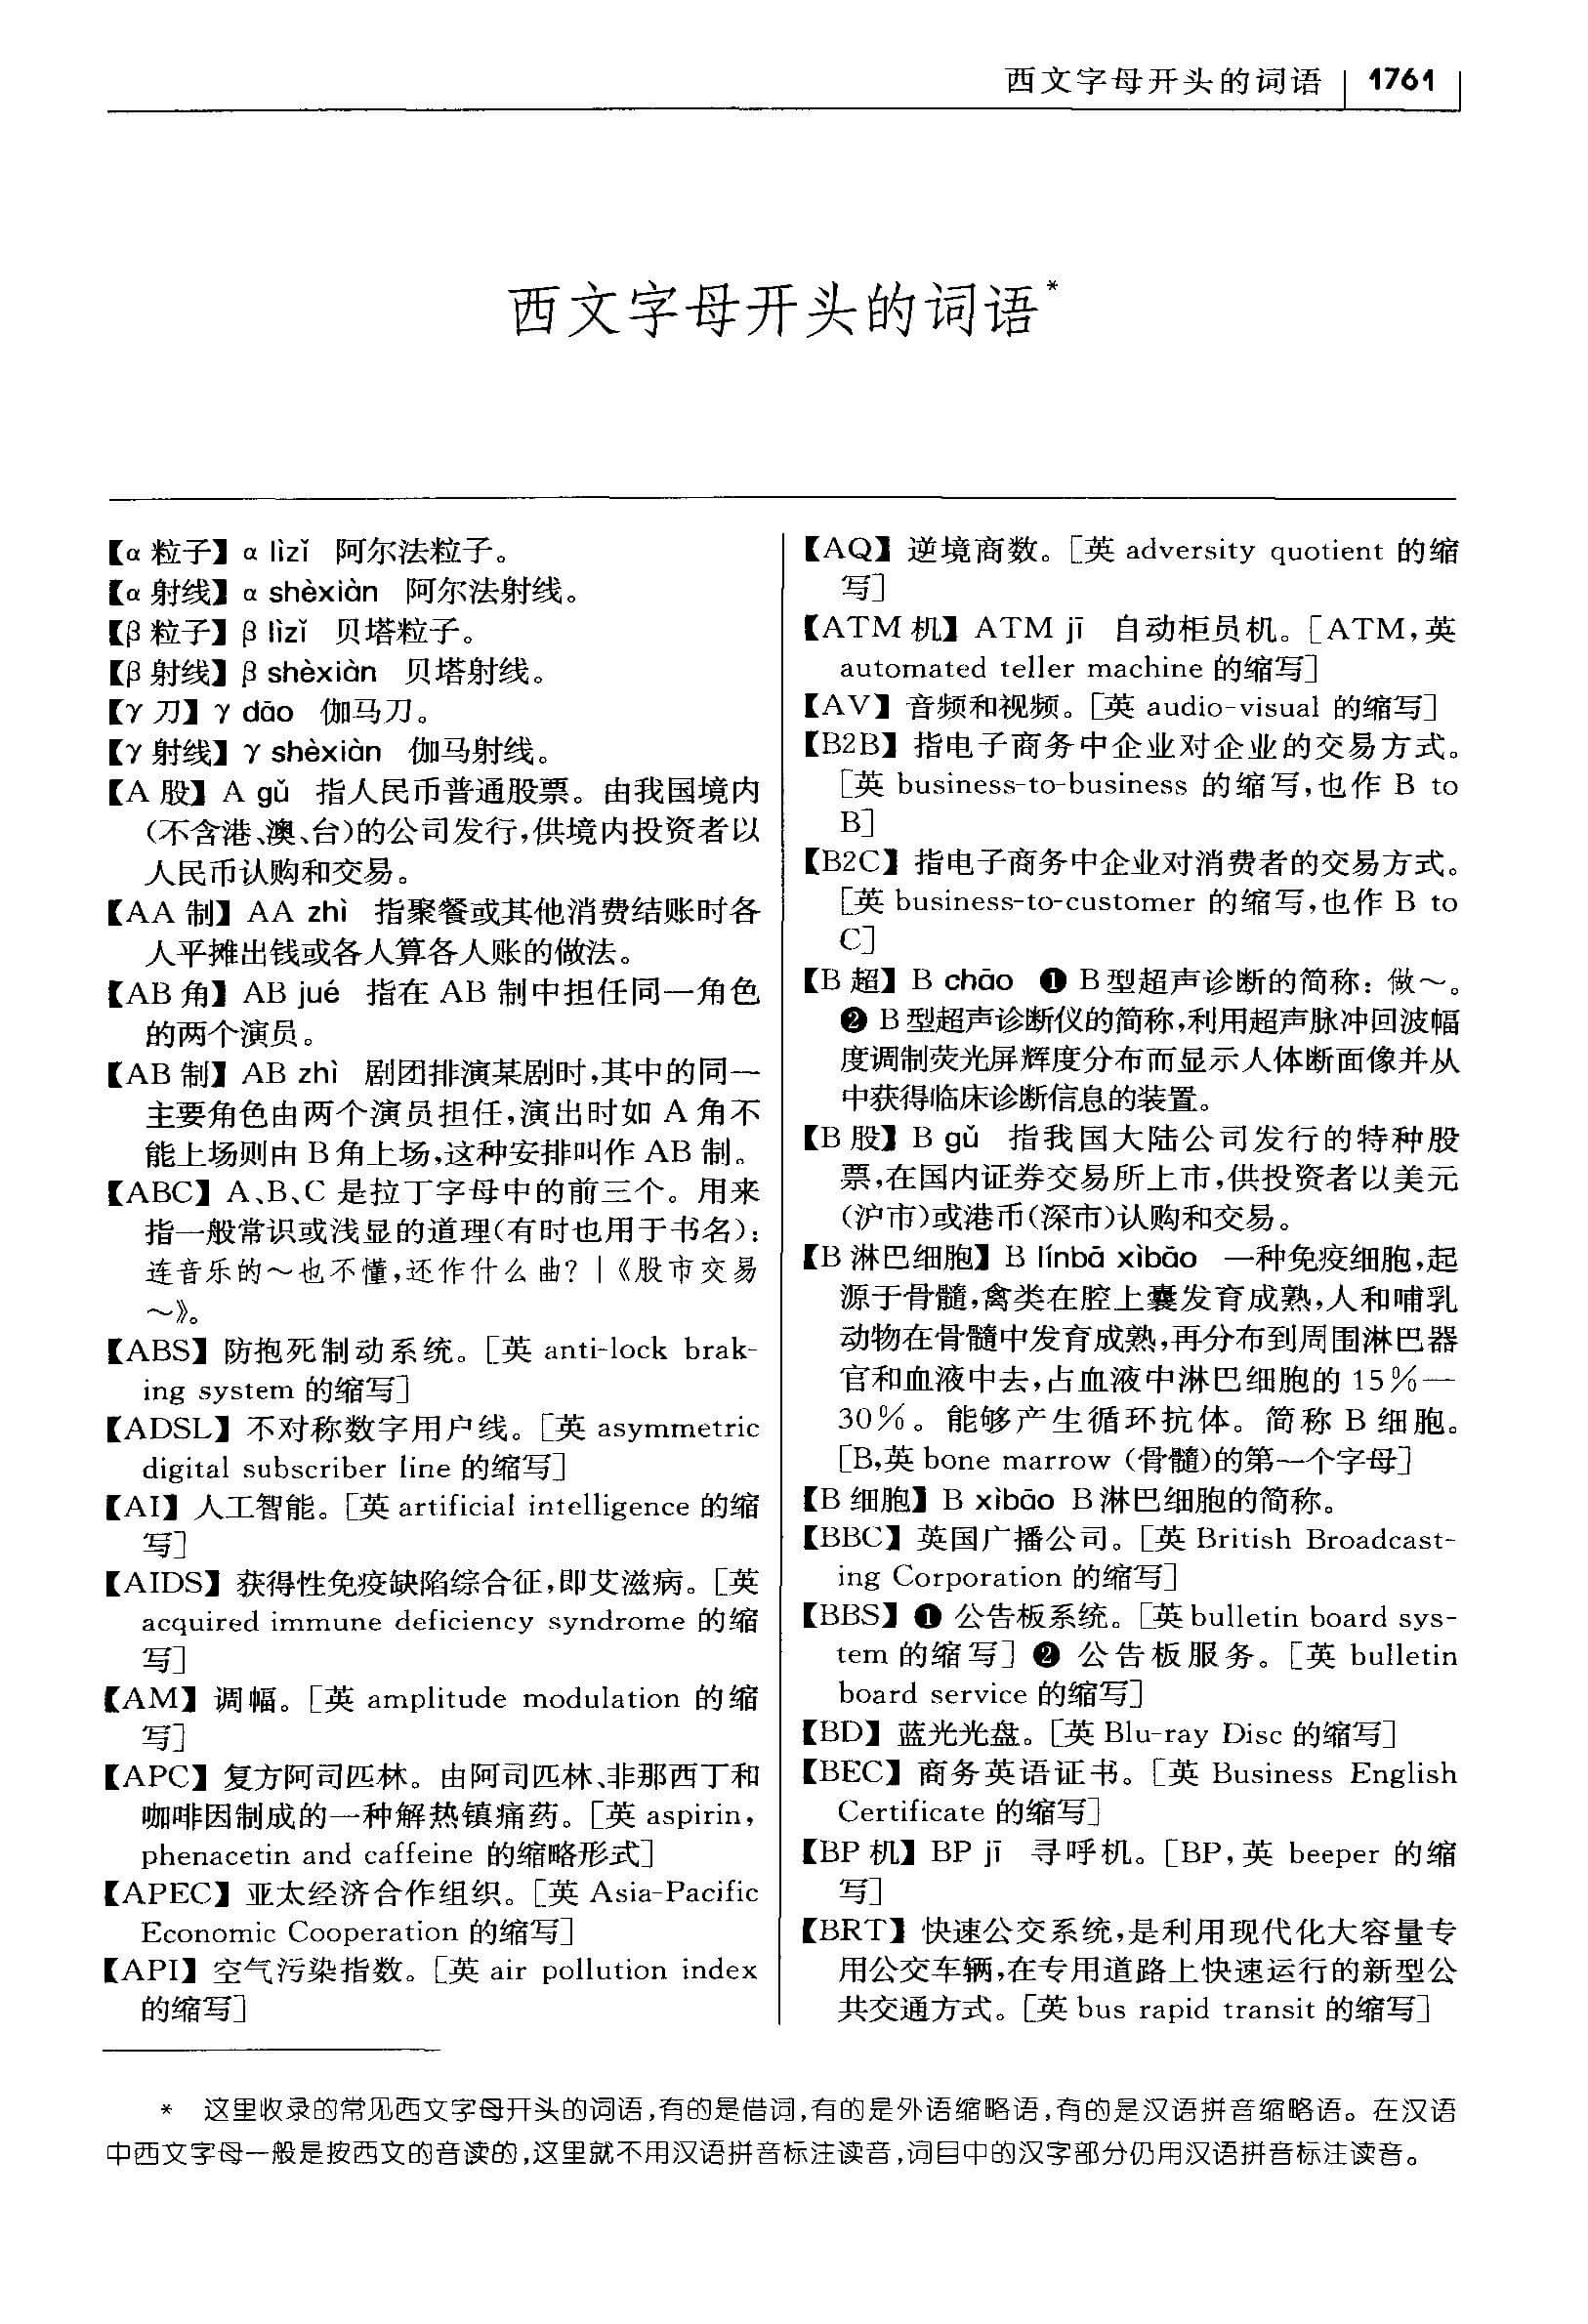 西文字母开头的词语 1761
西文字母开头的词语*
【α粒子】α lìzǐ 阿尔法粒子。
【α射线】α shèxiàn 阿尔法射线。
【β粒子】β lìzǐ 贝塔粒子。
【β射线】β shèxiàn 贝塔射线。
【γ刀】γ dāo 伽马刀。
【γ射线】γ shèxiàn 伽马射线。
【A股】A gǔ 指人民币普通股票。由我国境内
(不含港、澳、台)的公司发行,供境内投资者以
人民币认购和交易。
【AA制】AA zhì 指聚餐或其他消费结账时各
人平摊出钱或各人算各人账的做法。
【AB角】AB jué 指在 AB 制中担任同一角色
的两个演员。
【AB制】AB zhì 剧团排演某剧时,其中的同一
主要角色由两个演员担任,演出时如 A 角不
能上场则由 B 角上场,这种安排叫作 AB 制。
【ABC】A、B、C 是拉丁字母中的前三个。用来
指一般常识或浅显的道理(有时也用于书名):
连音乐的～也不懂,还作什么曲?｜《股市交易
～》。
【ABS】防抱死制动系统。[英 anti-lock brak-
ing system 的缩写]
【ADSL】不对称数字用户线。[英 asymmetric
digital subscriber line 的缩写]
【AI】人工智能。[英 artificial intelligence 的缩
写]
【AIDS】获得性免疫缺陷综合征,即艾滋病。[英
acquired immune deficiency syndrome 的缩
写]
【AM】调幅。[英 amplitude modulation 的缩
写]
【APC】复方阿司匹林。由阿司匹林、非那西丁和
咖啡因制成的一种解热镇痛药。[英 aspirin,
phenacetin and caffeine 的缩略形式]
【APEC】亚太经济合作组织。[英 Asia-Pacific
Economic Cooperation 的缩写]
【API】空气污染指数。[英 air pollution index
的缩写]
【AQ】逆境商数。[英 adversity quotient 的缩
写]
【ATM机】ATM jī 自动柜员机。[ATM,英
automated teller machine 的缩写]
【AV】音频和视频。[英 audio-visual 的缩写]
【B2B】指电子商务中企业对企业的交易方式。
[英 business-to-business 的缩写,也作 B to
B]
【B2C】指电子商务中企业对消费者的交易方式。
[英 business-to-customer 的缩写,也作 B to
C]
【B超】B chāo ❶ B型超声诊断的简称:做～。
❷ B型超声诊断仪的简称,利用超声脉冲回波幅
度调制荧光屏辉度分布而显示人体断面像并从
中获得临床诊断信息的装置。
【B股】B gǔ 指我国大陆公司发行的特种股
票,在国内证券交易所上市,供投资者以美元
(沪市)或港币(深市)认购和交易。
【B淋巴细胞】B línbā xìbāo 一种免疫细胞,起
源于骨髓,禽类在腔上囊发育成熟,人和哺乳
动物在骨髓中发育成熟,再分布到周围淋巴器
官和血液中去,占血液中淋巴细胞的 15%—
30%。能够产生循环抗体。简称 B 细胞。
[B,英 bone marrow (骨髓)的第一个字母]
【B细胞】B xìbāo B淋巴细胞的简称。
【BBC】英国广播公司。[英 British Broadcast-
ing Corporation 的缩写]
【BBS】❶ 公告板系统。[英 bulletin board sys-
tem 的缩写] ❷ 公告板服务。[英 bulletin
board service 的缩写]
【BD】蓝光光盘。[英 Blu-ray Disc 的缩写]
【BEC】商务英语证书。[英 Business English
Certificate 的缩写]
【BP机】BP jī 寻呼机。[BP,英 beeper 的缩
写]
【BRT】快速公交系统,是利用现代化大容量专
用公交车辆,在专用道路上快速运行的新型公
共交通方式。[英 bus rapid transit 的缩写]
* 这里收录的常见西文字母开头的词语,有的是借词,有的是外语缩略语,有的是汉语拼音缩略语。在汉语
中西文字母一般是按西文的音读的,这里就不用汉语拼音标注读音,词目中的汉字部分仍用汉语拼音标注读音。